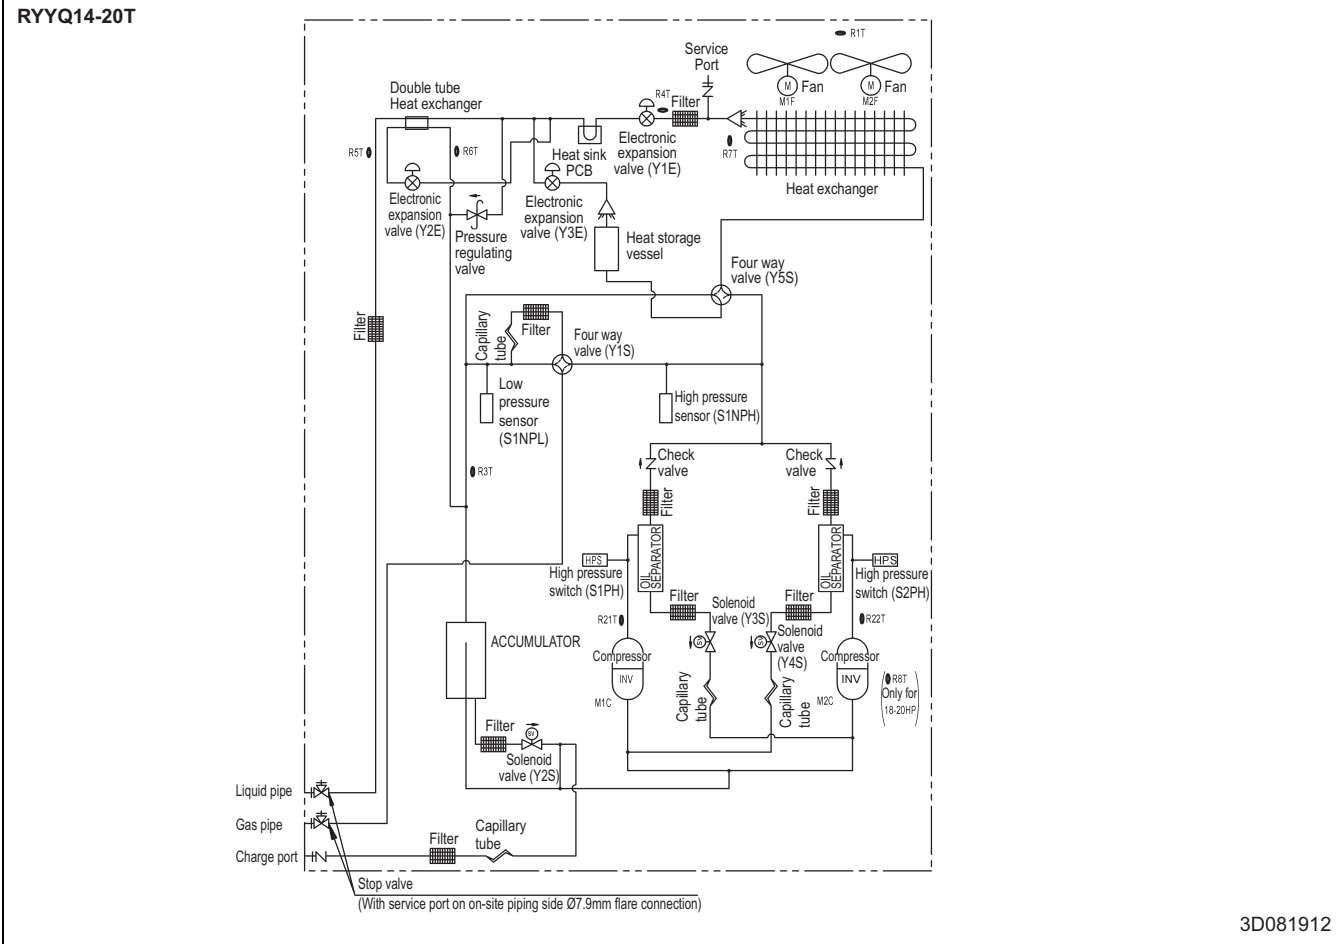 RYYQ14-20T
R1T
Service
Port
M
Fan
M1F
M
Fan
M2F
Double tube
Heat exchanger
R4T
Filter
R5T
R6T
Heat sink
PCB
Electronic
expansion
valve (Y1E)
R7T
Heat exchanger
Electronic
expansion
valve (Y2E)
Electronic
expansion
valve (Y3E)
Pressure
regulating
valve
Heat storage
vessel
Four way
valve (Y5S)
Filter
Capillary
tube
Filter
Four way
valve (Y1S)
Low
pressure
sensor
(S1NPL)
High pressure
sensor (S1NPH)
R3T
Check
valve
Check
valve
Filter
Filter
OIL
SEPARATOR
OIL
SEPARATOR
HPS
High pressure
switch (S1PH)
HPS
High pressure
switch (S2PH)
Filter
Filter
Solenoid
valve (Y3S)
Solenoid
valve
(Y4S)
SV
SV
R21T
R22T
ACCUMULATOR
Compressor
INV
M1C
Compressor
INV
M2C
Capillary
tube
Capillary
tube
R8T
Only for
18-20HP
Filter
SV
Solenoid
valve (Y2S)
Liquid pipe
Gas pipe
Charge port
Filter
Capillary
tube
Stop valve
(With service port on on-site piping side Ø7.9mm flare connection)
3D081912